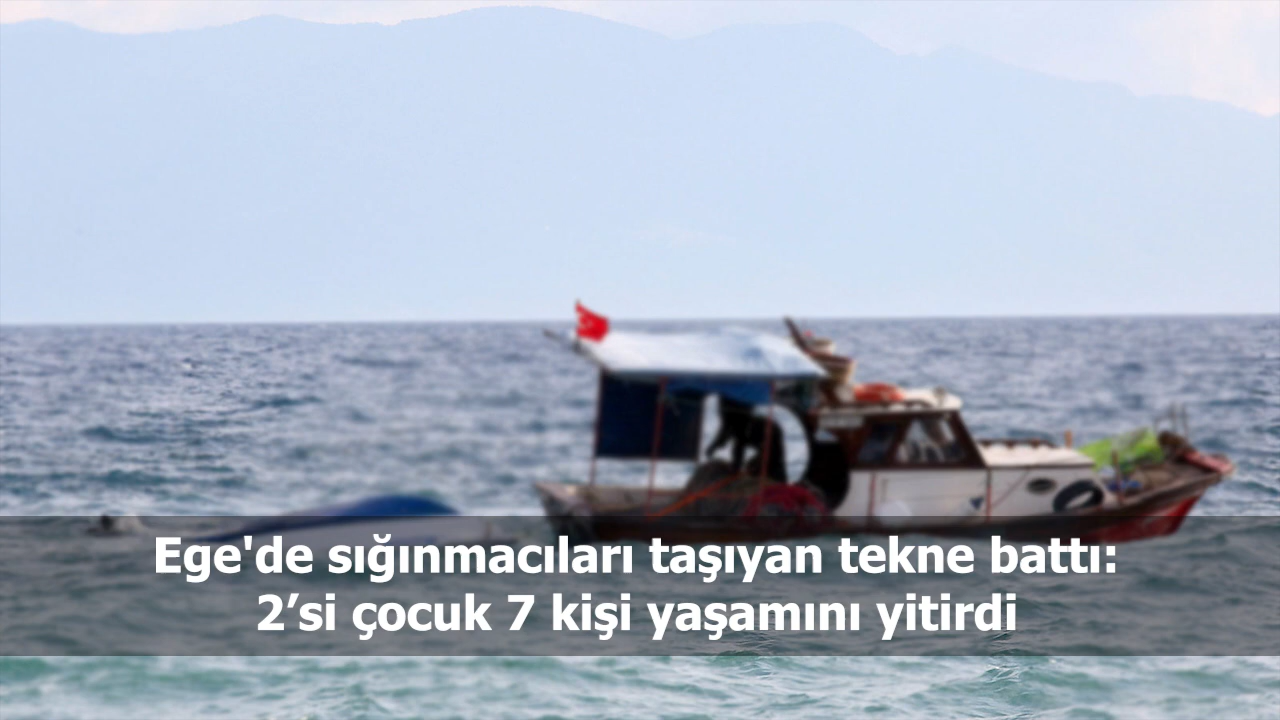 Ege'de sığınmacıları taşıyan tekne battı:
2’si çocuk 7 kişi yaşamını yitirdi